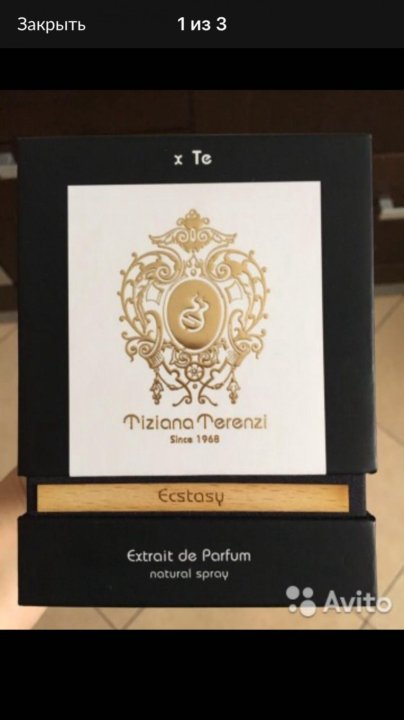 Закрыть
1 из 3
x Te
Tiziana Terenzi
Since 1968
Ecstasy
Extrait de Parfum
natural spray
Avito